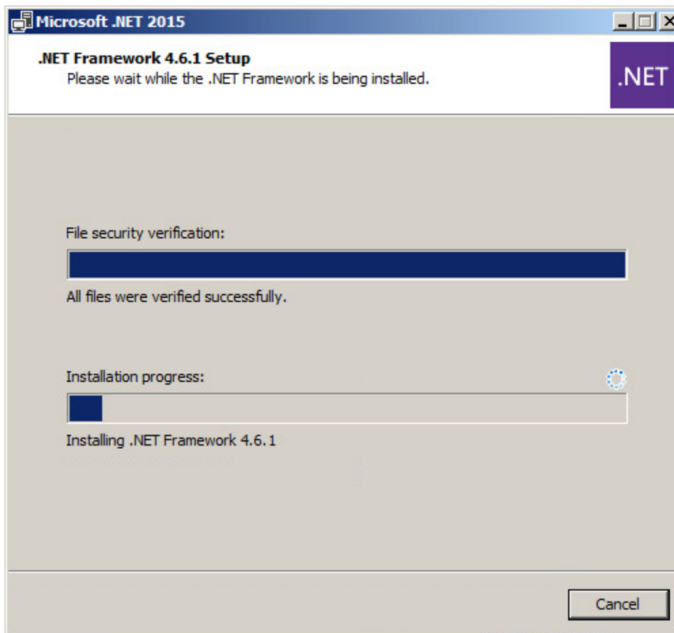 Microsoft .NET 2015
.NET Framework 4.6.1 Setup
Please wait while the .NET Framework is being installed.
.NET
File security verification:
All files were verified successfully.
Installation progress:
Installing .NET Framework 4.6.1
Cancel